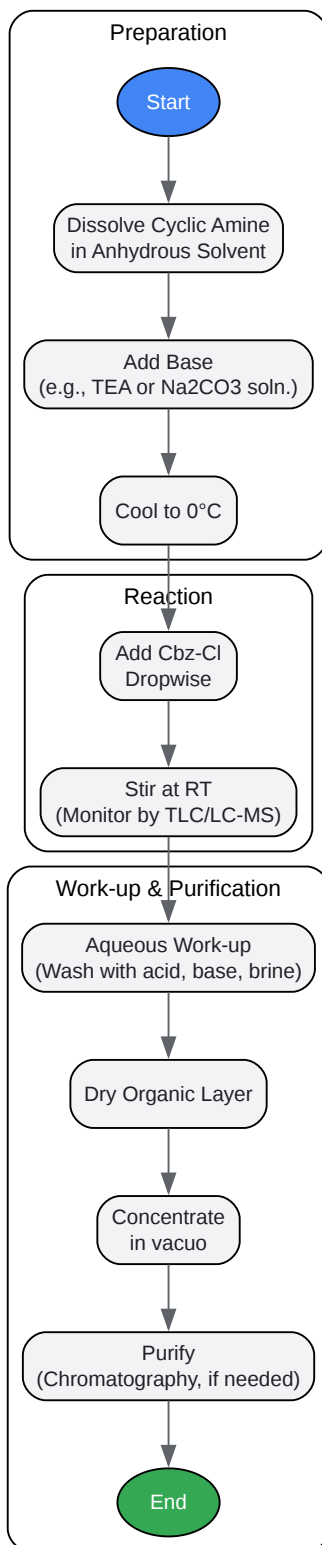 Preparation
Start
Dissolve Cyclic Amine
in Anhydrous Solvent
Add Base
(e.g., TEA or Na2CO3 soln.)
Cool to 0°C
Reaction
Add Cbz-Cl
Dropwise
Stir at RT
(Monitor by TLC/LC-MS)
Work-up & Purification
Aqueous Work-up
(Wash with acid, base, brine)
Dry Organic Layer
Concentrate
in vacuo
Purify
(Chromatography, if needed)
End